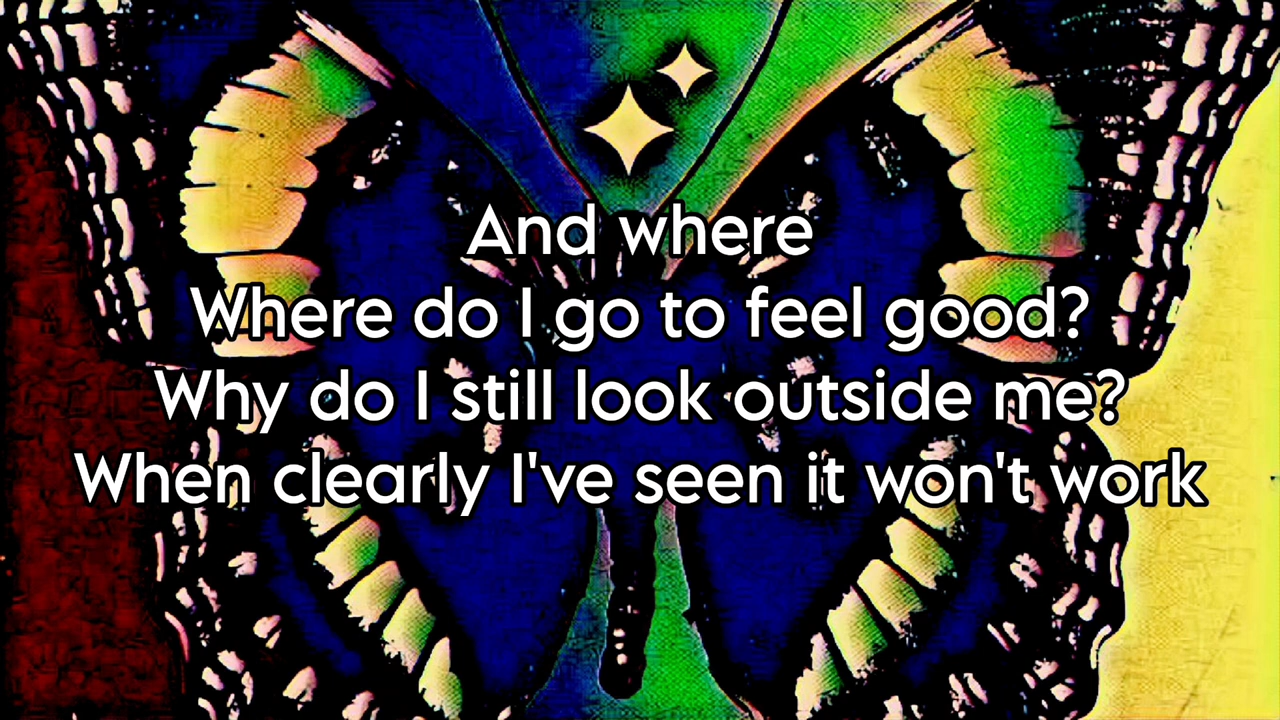 And where
Where do I go to feel good?
Why do I still look outside me?
When clearly I've seen it won't work